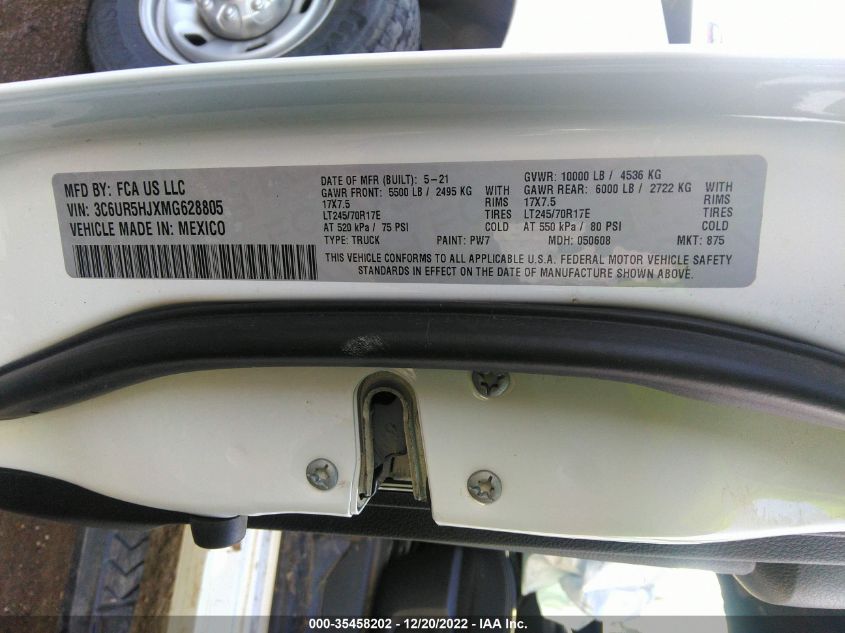 MFD BY: FCA US LLC
VIN: 3C6UR5HJXMG628805
VEHICLE MADE IN: MEXICO
DATE OF MFR (BUILT): 5-21
GAWR FRONT: 5500 LB / 2495 KG WITH
17X7.5 RIMS
LT245/70R17E TIRES
AT 520 kPa / 75 PSI COLD
TYPE: TRUCK PAINT: PW7
GVWR: 10000 LB / 4536 KG
GAWR REAR: 6000 LB / 2722 KG WITH
17X7.5 RIMS
LT245/70R17E TIRES
AT 550 kPa / 80 PSI COLD
MDH: 050608 MKT: 875
THIS VEHICLE CONFORMS TO ALL APPLICABLE U.S.A. FEDERAL MOTOR VEHICLE SAFETY
STANDARDS IN EFFECT ON THE DATE OF MANUFACTURE SHOWN ABOVE.
000-35458202 - 12/20/2022 - IAA Inc.